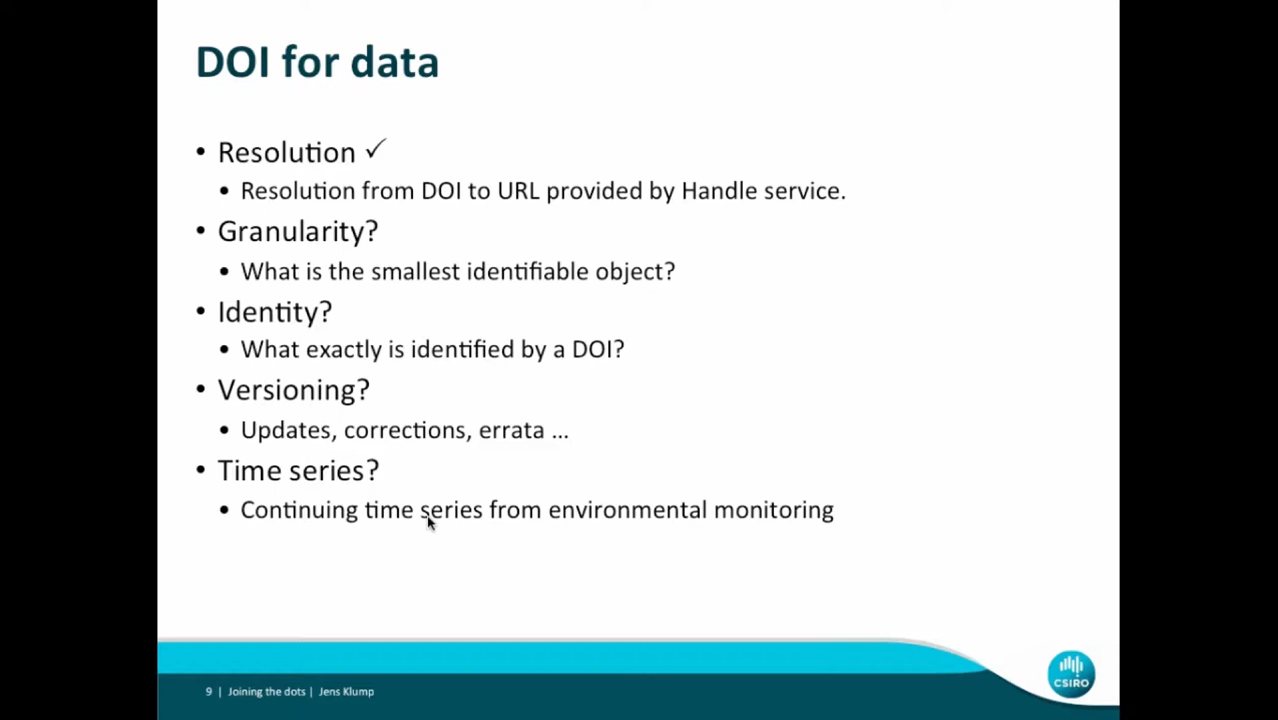 DOI for data
• Resolution ✓
• Resolution from DOI to URL provided by Handle service.
• Granularity?
• What is the smallest identifiable object?
• Identity?
• What exactly is identified by a DOI?
• Versioning?
• Updates, corrections, errata ...
• Time series?
• Continuing time series from environmental monitoring
9 | Joining the dots | Jens Klump
CSIRO